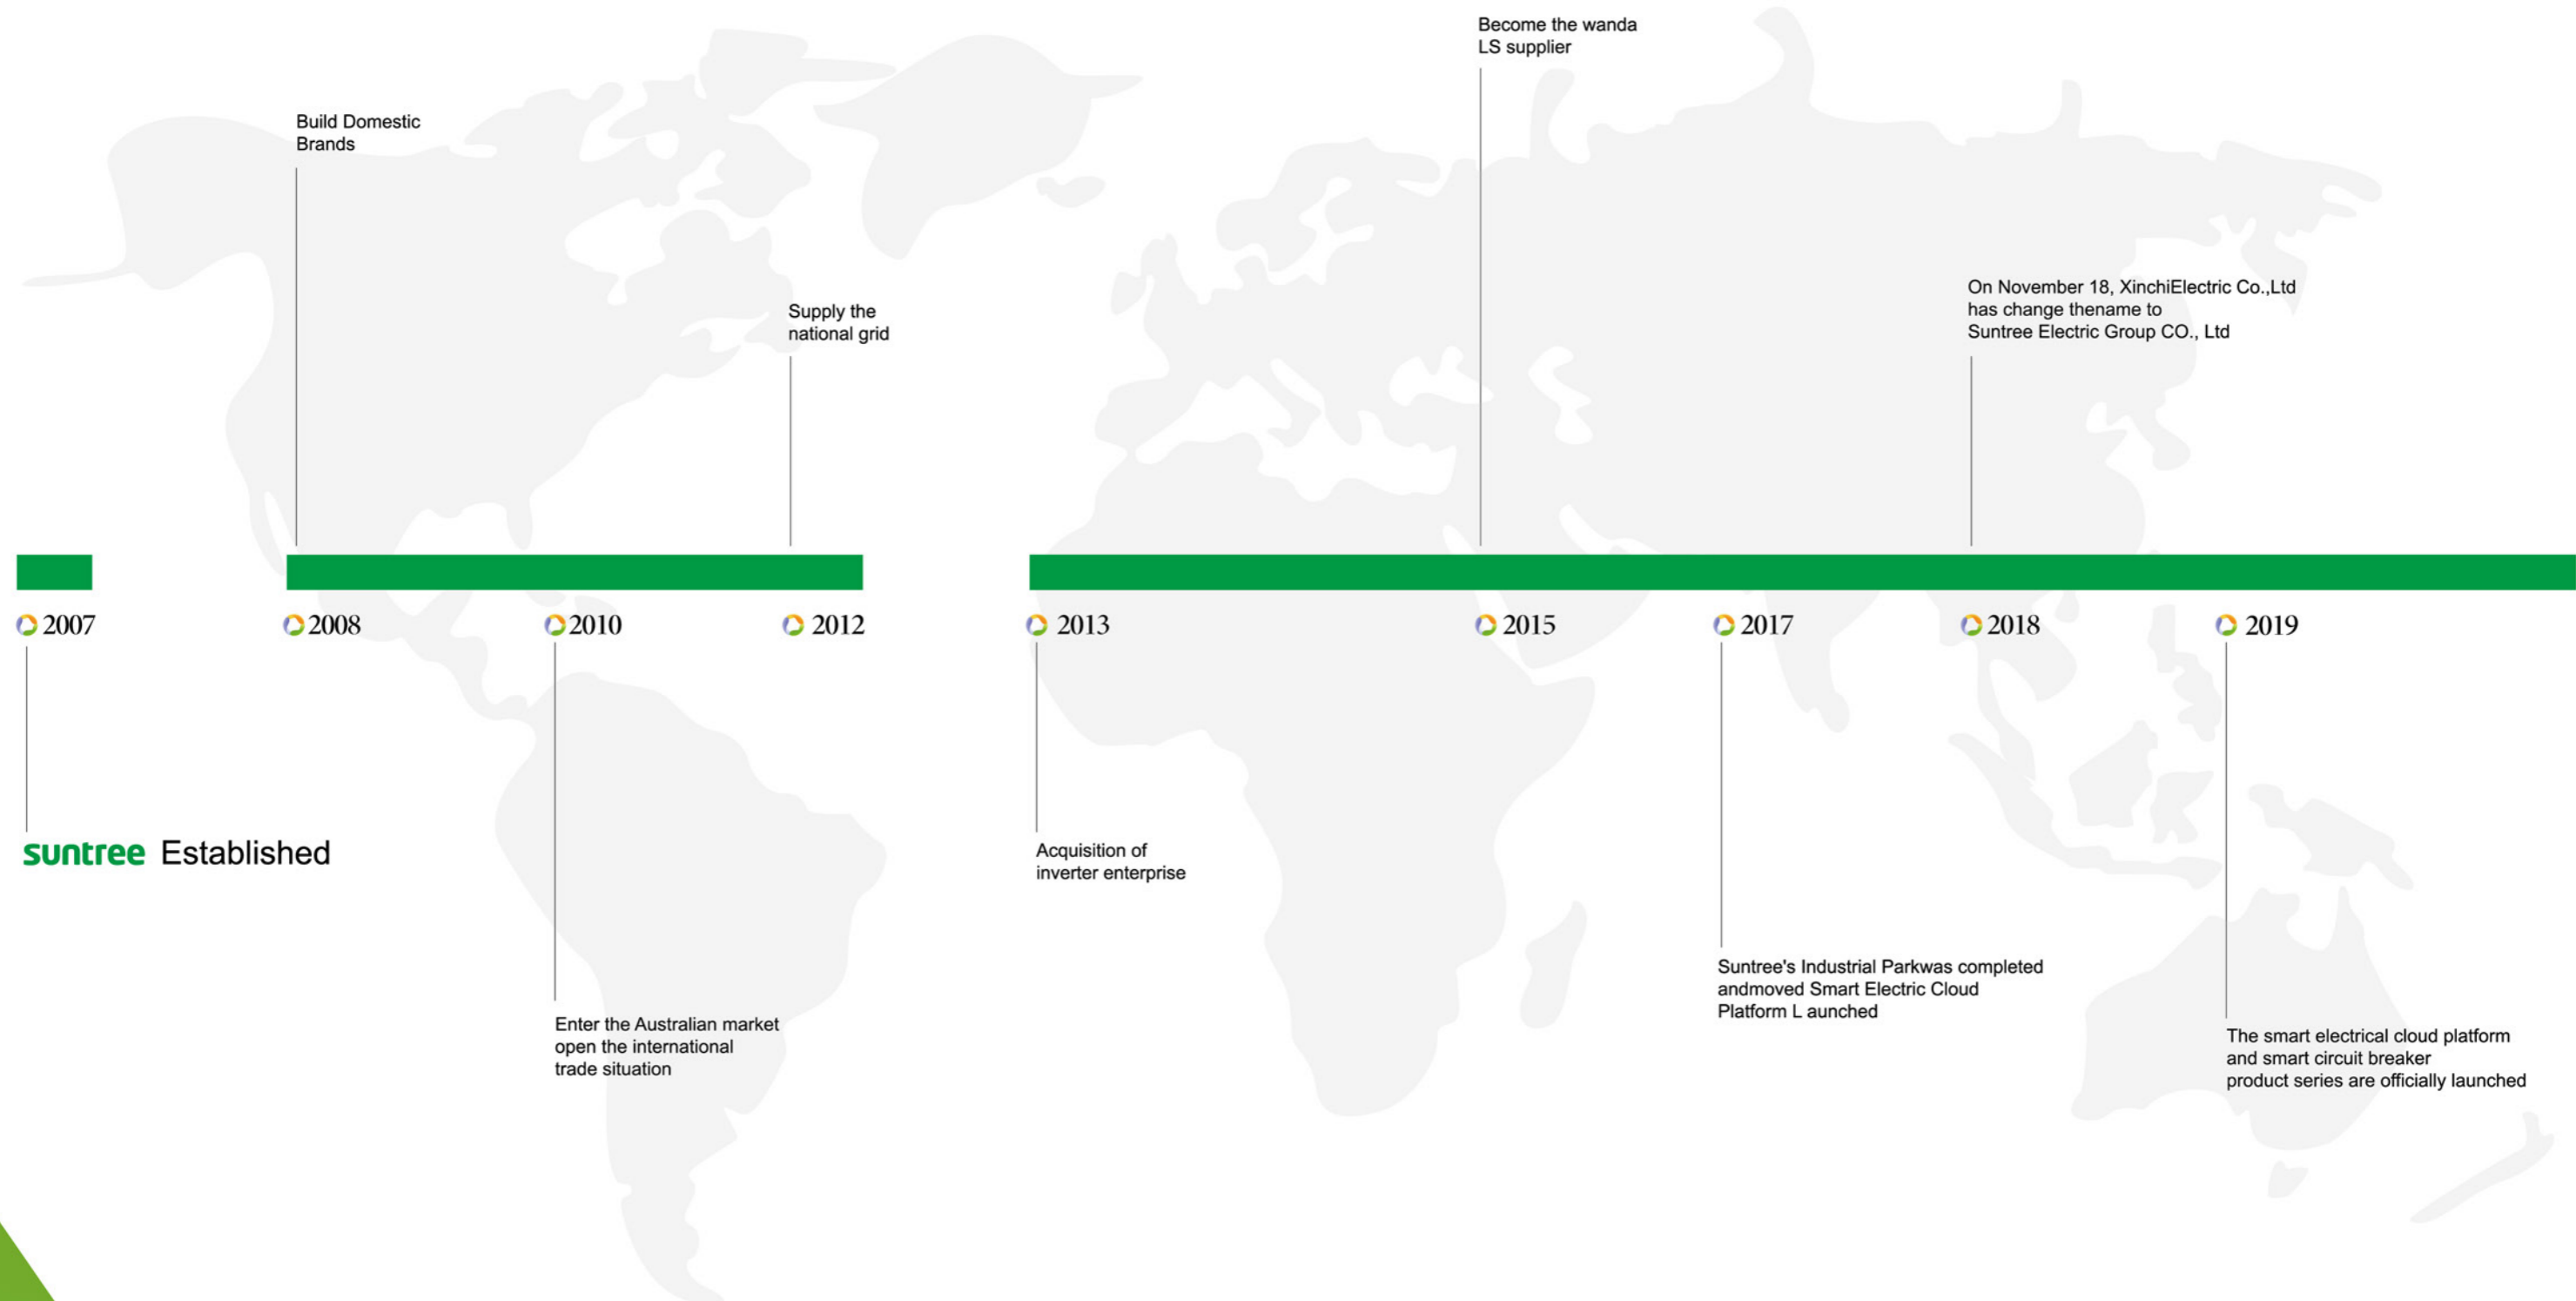 Become the wanda
LS supplier
Build Domestic
Brands
On November 18, XinchiElectric Co.,Ltd
has change thename to
Suntree Electric Group CO., Ltd
Supply the
national grid
2007
2008
2010
2012
2013
2015
2017
2018
2019
suntree Established
Acquisition of
inverter enterprise
Suntree's Industrial Parkwas completed
andmoved Smart Electric Cloud
Platform L aunched
Enter the Australian market
open the international
trade situation
The smart electrical cloud platform
and smart circuit breaker
product series are officially launched